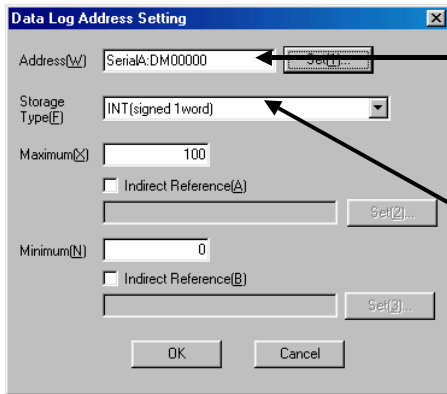 Data Log Address Setting
Address(W) SerialA:DM00000 Set(1)...
Storage
Type(F) INT(signed 1word)
Maximum(X) 100
Indirect Reference(A)
Set(2)...
Minimum(N) 0
Indirect Reference(B)
Set(3)...
OK Cancel